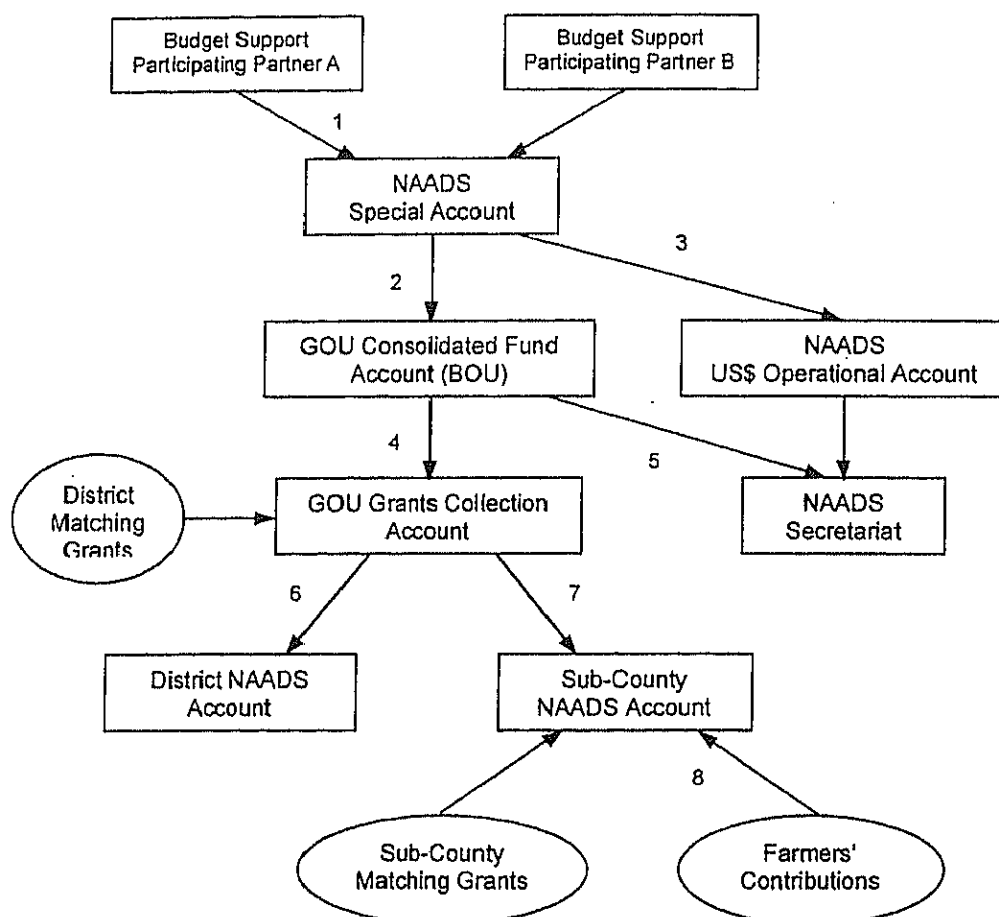 Budget Support
Participating Partner A
Budget Support
Participating Partner B
1
NAADS
Special Account
2
3
GOU Consolidated Fund
Account (BOU)
NAADS
US$ Operational Account
4
5
District
Matching
Grants
GOU Grants Collection
Account
NAADS
Secretariat
6
7
District NAADS
Account
Sub-County
NAADS Account
8
Sub-County
Matching Grants
Farmers'
Contributions